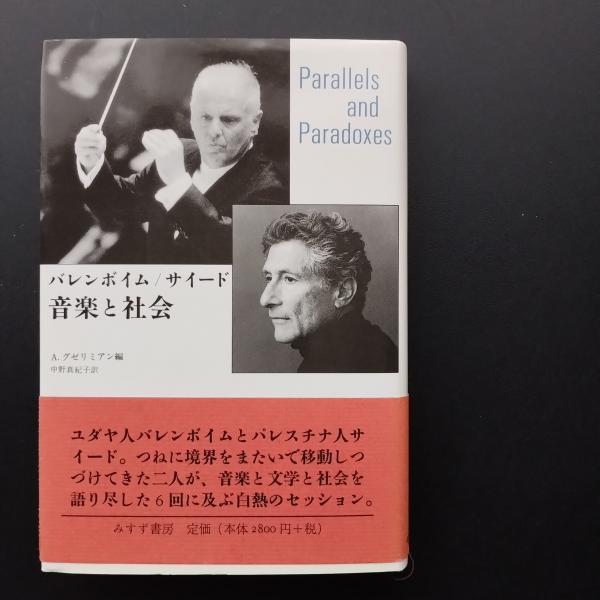 Parallels
and
Paradoxes
バレンボイム/サイード
音楽と社会
A. グゼリミアン編
中野真紀子訳
ユダヤ人バレンボイムとパレスチナ人サ
イード。つねに境界をまたいで移動しつ
づけてきた二人が、音楽と文学と社会を
語り尽した6回に及ぶ白熱のセッション。
みすず書房 定価（本体2800円＋税）